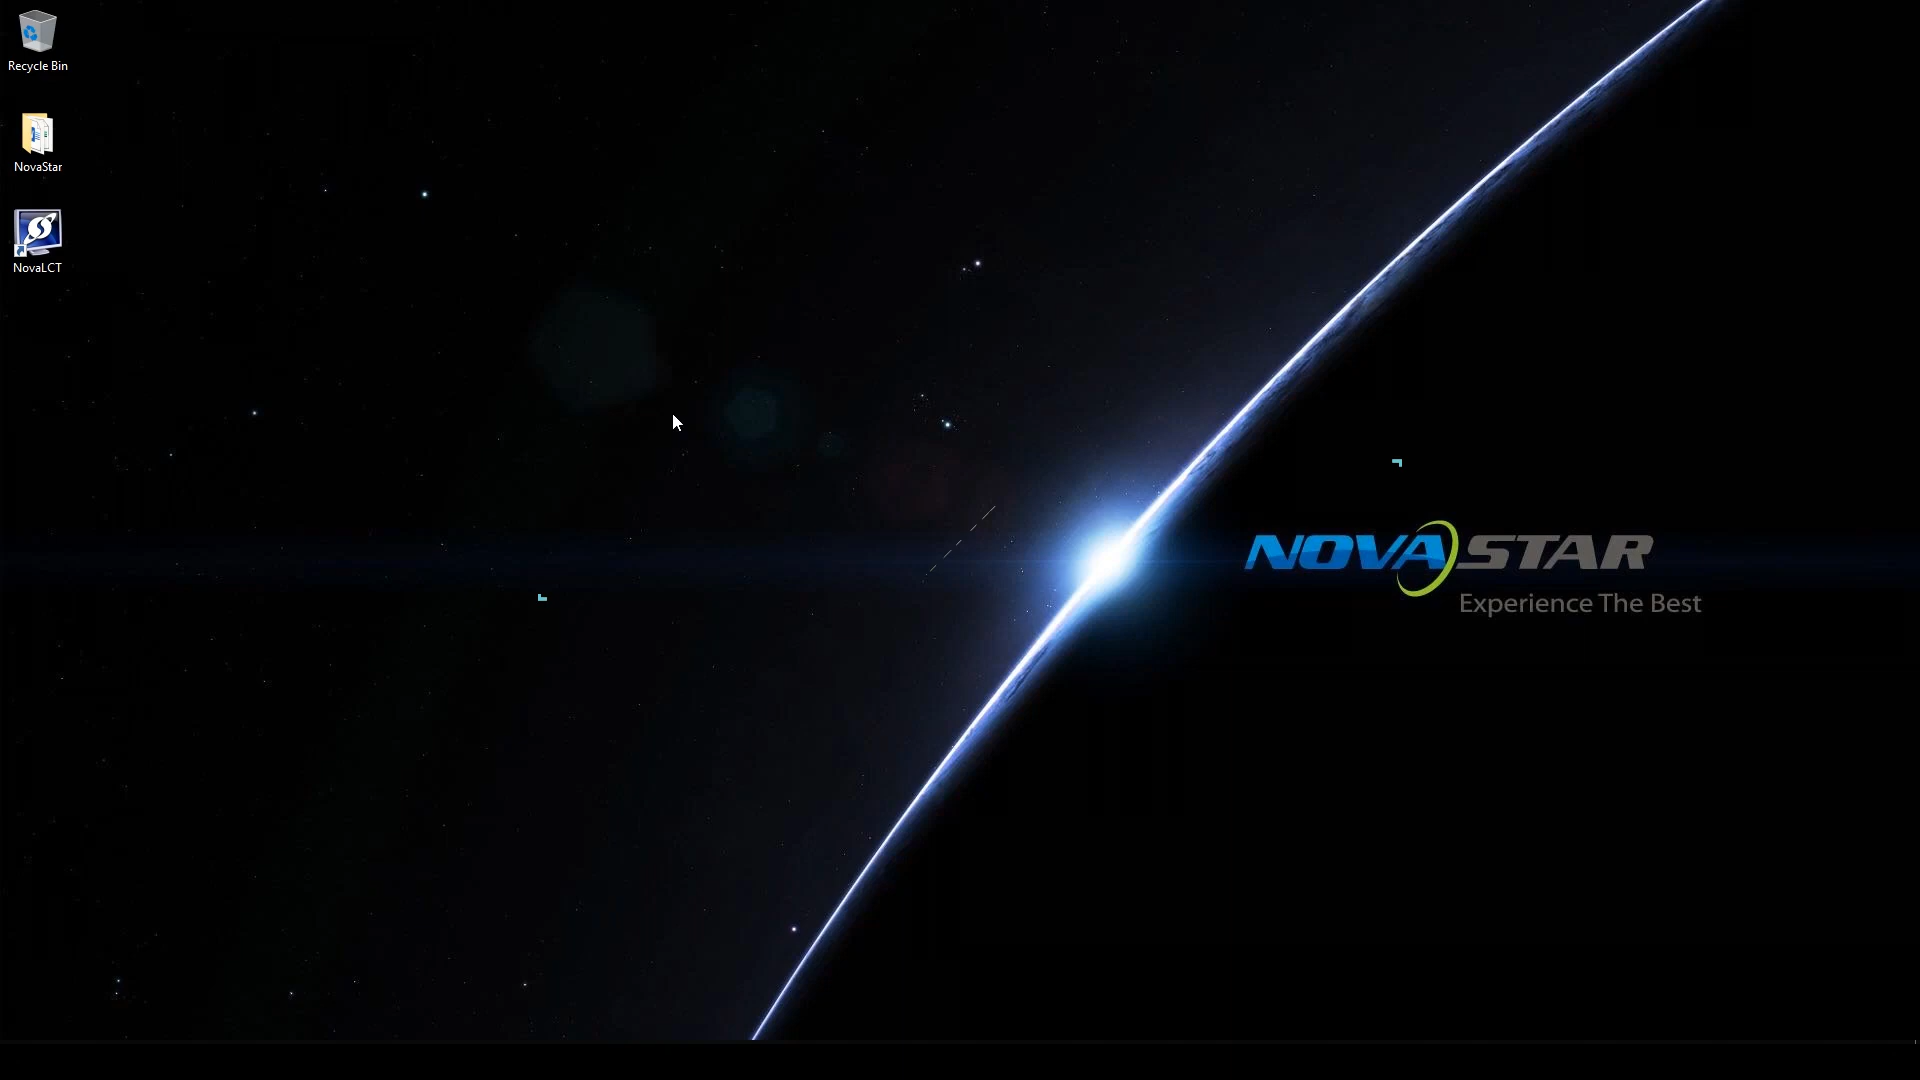 Recycle Bin
NovaStar
NovaLCT
NOVASTAR
Experience The Best